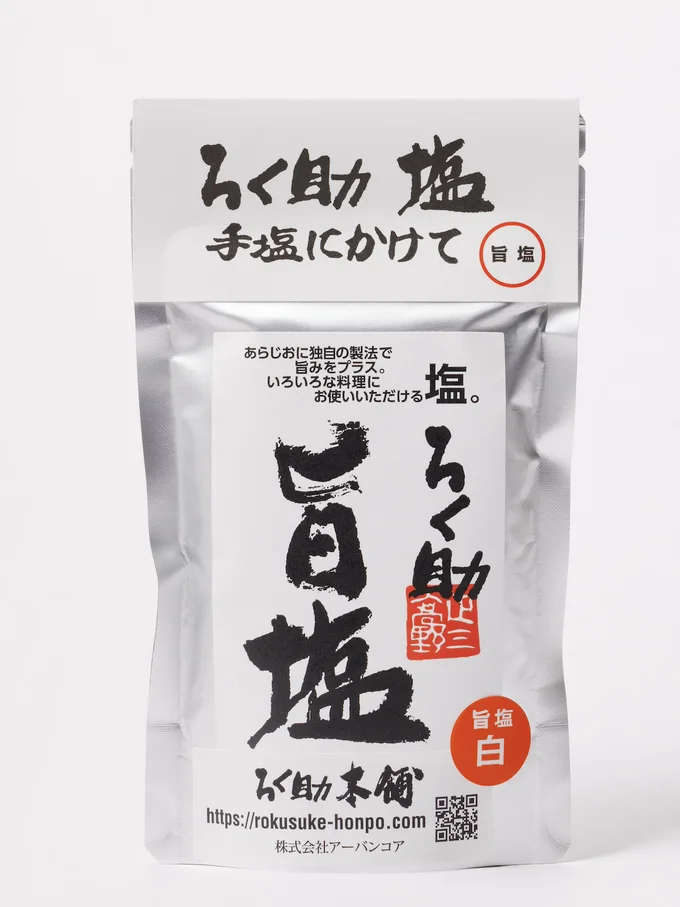 ろく助 塩
手塩にかけて
旨塩
あらじおに独自の製法で
旨みをプラス。
いろいろな料理に
お使いいただける塩。
旨塩
ろく助
旨塩
白
ろく助本舗
https://rokusuke-honpo.com
株式会社アーバンコア